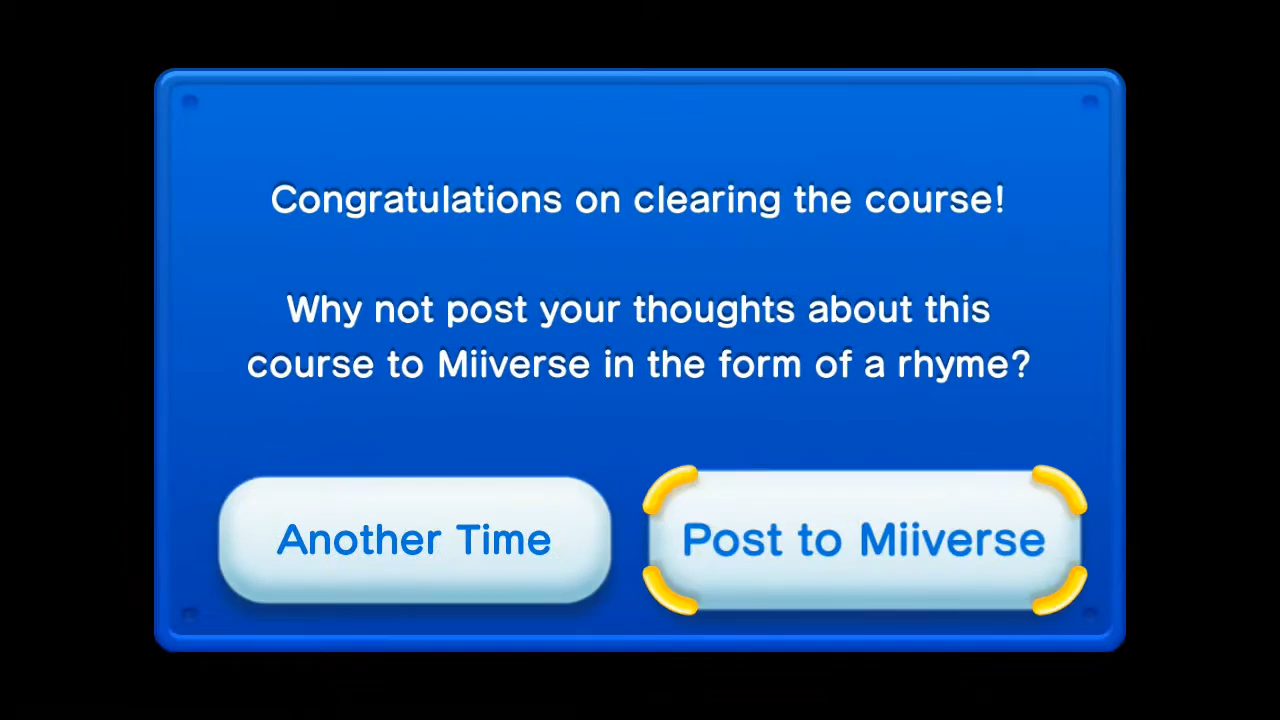 Congratulations on clearing the course!
Why not post your thoughts about this
course to Miiverse in the form of a rhyme?
Another Time
Post to Miiverse